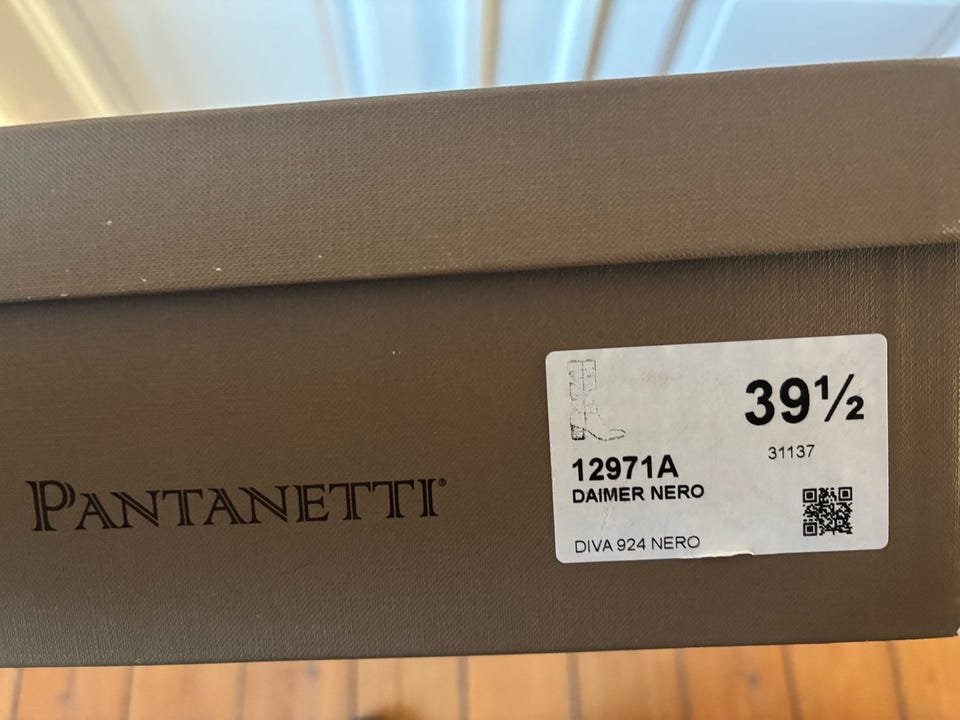 PANTANETTI®
39½
31137
12971A
DAIMER NERO
DIVA 924 NERO